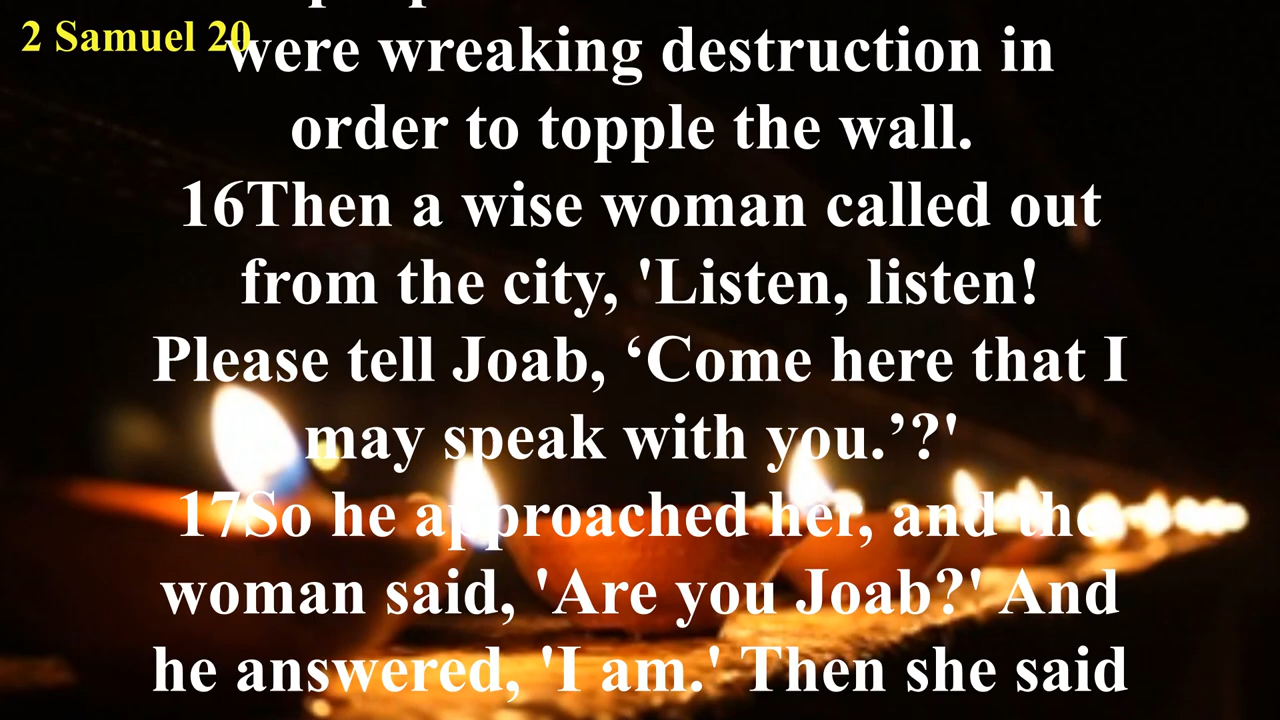 2 Samuel 20
were wreaking destruction in
order to topple the wall.
16Then a wise woman called out
from the city, 'Listen, listen!
Please tell Joab, ‘Come here that I
may speak with you.’?'
17So he approached her, and the
woman said, 'Are you Joab?' And
he answered, 'I am.' Then she said